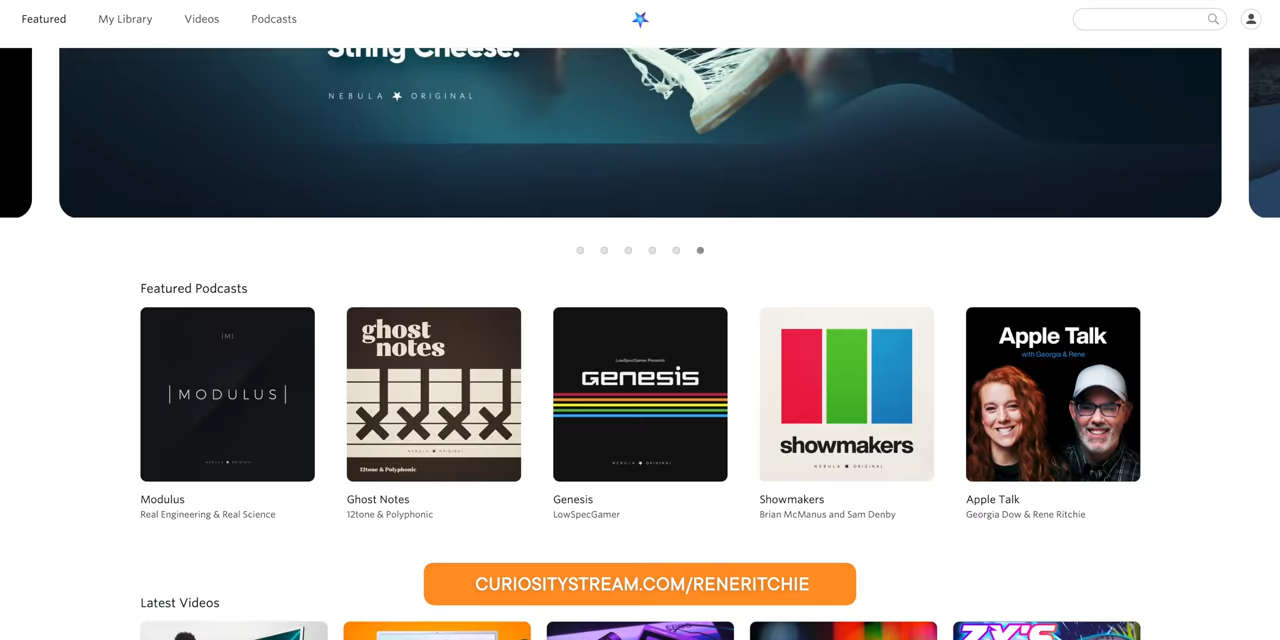 Featured
My Library
Videos
Podcasts
String Cheese.
NEBULA ORIGINAL
Featured Podcasts
|M|
|MODULUS|
NEBULA ORIGINAL
Modulus
Real Engineering & Real Science
ghost
notes
NEBULA ORIGINAL
12tone & Polyphonic
Ghost Notes
12tone & Polyphonic
LowSpecGamer Presents
GENESIS
NEBULA ORIGINAL
Genesis
LowSpecGamer
showmakers
NEBULA ORIGINAL
Showmakers
Brian McManus and Sam Denby
Apple Talk
with Georgia & Rene
Apple Talk
Georgia Dow & Rene Ritchie
CURIOSITYSTREAM.COM/RENERITCHIE
Latest Videos
ZY'S